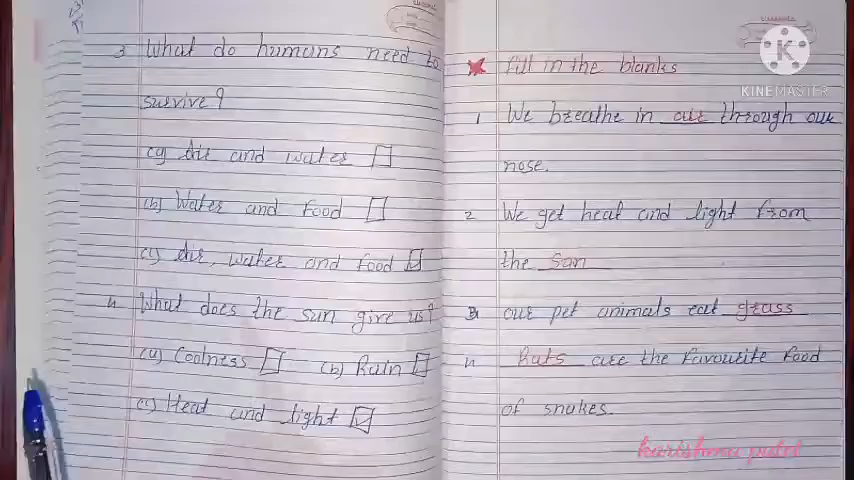 3 What do humans need to
survive?
(a) Air and water
(b) Water and Food
(c) Air, water and Food
4 What does the sun give us?
(a) Coolness (b) Rain
(c) Heat and light
CLASSMATE
Fill in the blanks
1 We breathe in air through our
nose.
2 We get heat and light from
the sun
3 our pet animals eat grass
4 Rats are the favourite food
of snakes.
karishma patel
K
KINEMASTER